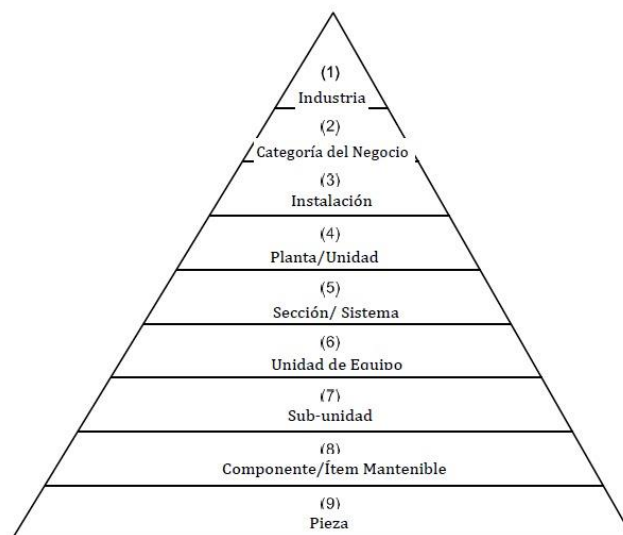 (1)
Industria
(2)
Categoría del Negocio
(3)
Instalación
(4)
Planta/Unidad
(5)
Sección/ Sistema
(6)
Unidad de Equipo
(7)
Sub-unidad
(8)
Componente/Ítem Mantenible
(9)
Pieza